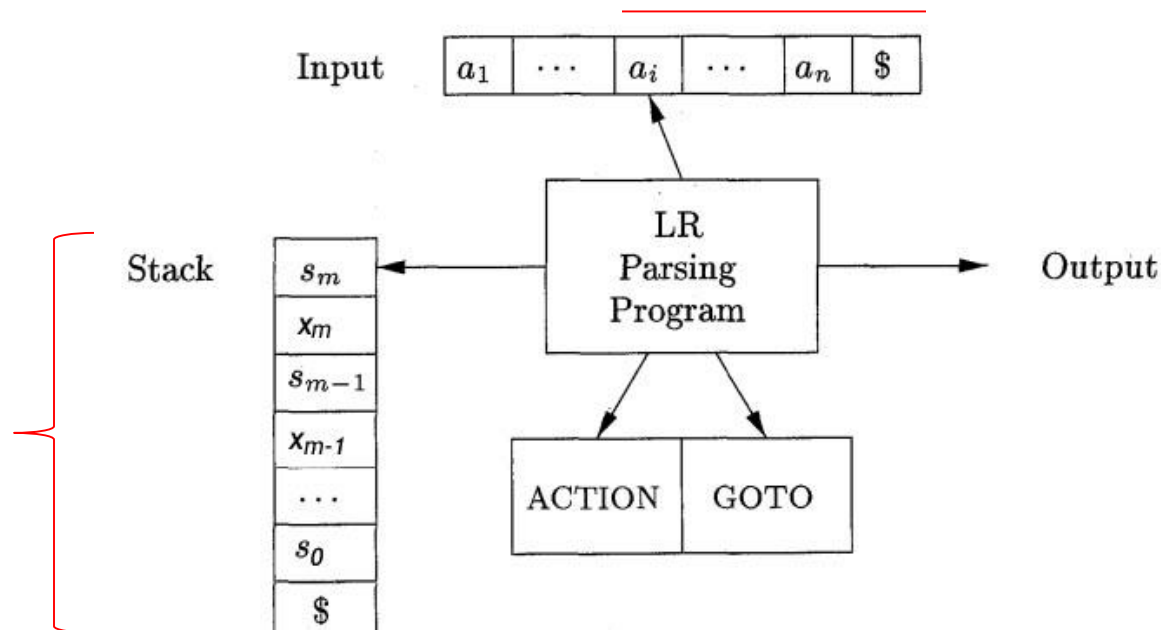 Input a₁ ··· aᵢ ··· aₙ $
LR
Parsing
Program
Stack
Output
sₘ
xₘ
sₘ₋₁
xₘ₋₁
···
s₀
$
ACTION GOTO